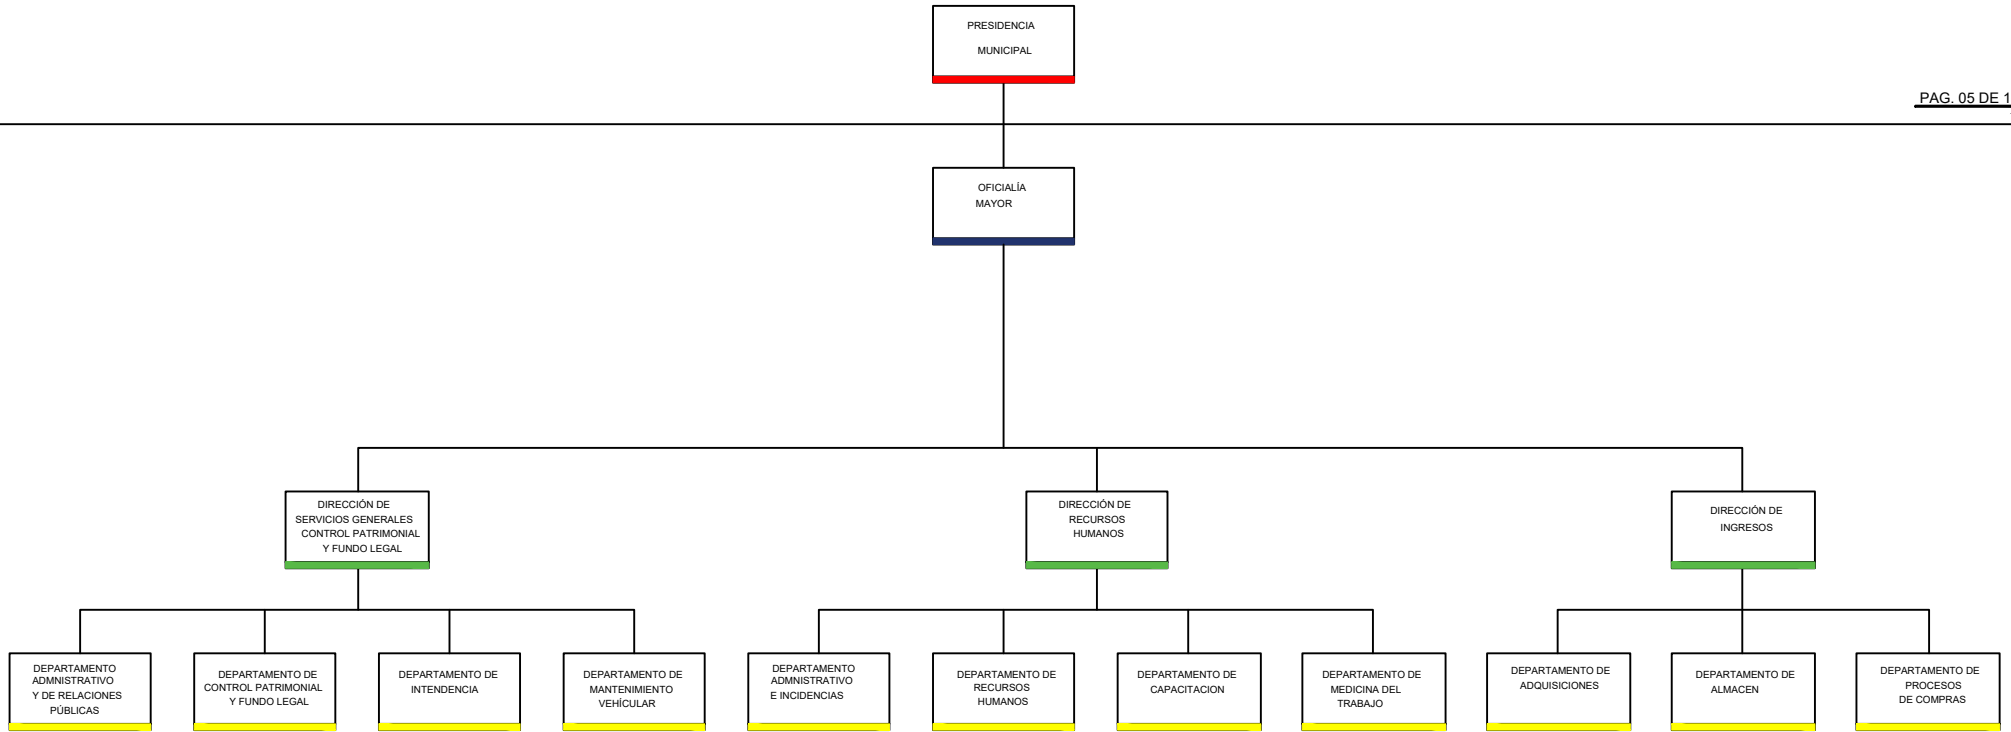 PRESIDENCIA
MUNICIPAL
PAG. 05 DE 1
OFICIALÍA
MAYOR
DIRECCIÓN DE
SERVICIOS GENERALES
CONTROL PATRIMONIAL
Y FUNDO LEGAL
DIRECCIÓN DE
RECURSOS
HUMANOS
DIRECCIÓN DE
INGRESOS
DEPARTAMENTO
ADMNISTRATIVO
Y DE RELACIONES
PÚBLICAS
DEPARTAMENTO DE
CONTROL PATRIMONIAL
Y FUNDO LEGAL
DEPARTAMENTO DE
INTENDENCIA
DEPARTAMENTO DE
MANTENIMIENTO
VEHÍCULAR
DEPARTAMENTO
ADMNISTRATIVO
E INCIDENCIAS
DEPARTAMENTO DE
RECURSOS
HUMANOS
DEPARTAMENTO DE
CAPACITACION
DEPARTAMENTO DE
MEDICINA DEL
TRABAJO
DEPARTAMENTO DE
ADQUISICIONES
DEPARTAMENTO DE
ALMACEN
DEPARTAMENTO DE
PROCESOS
DE COMPRAS